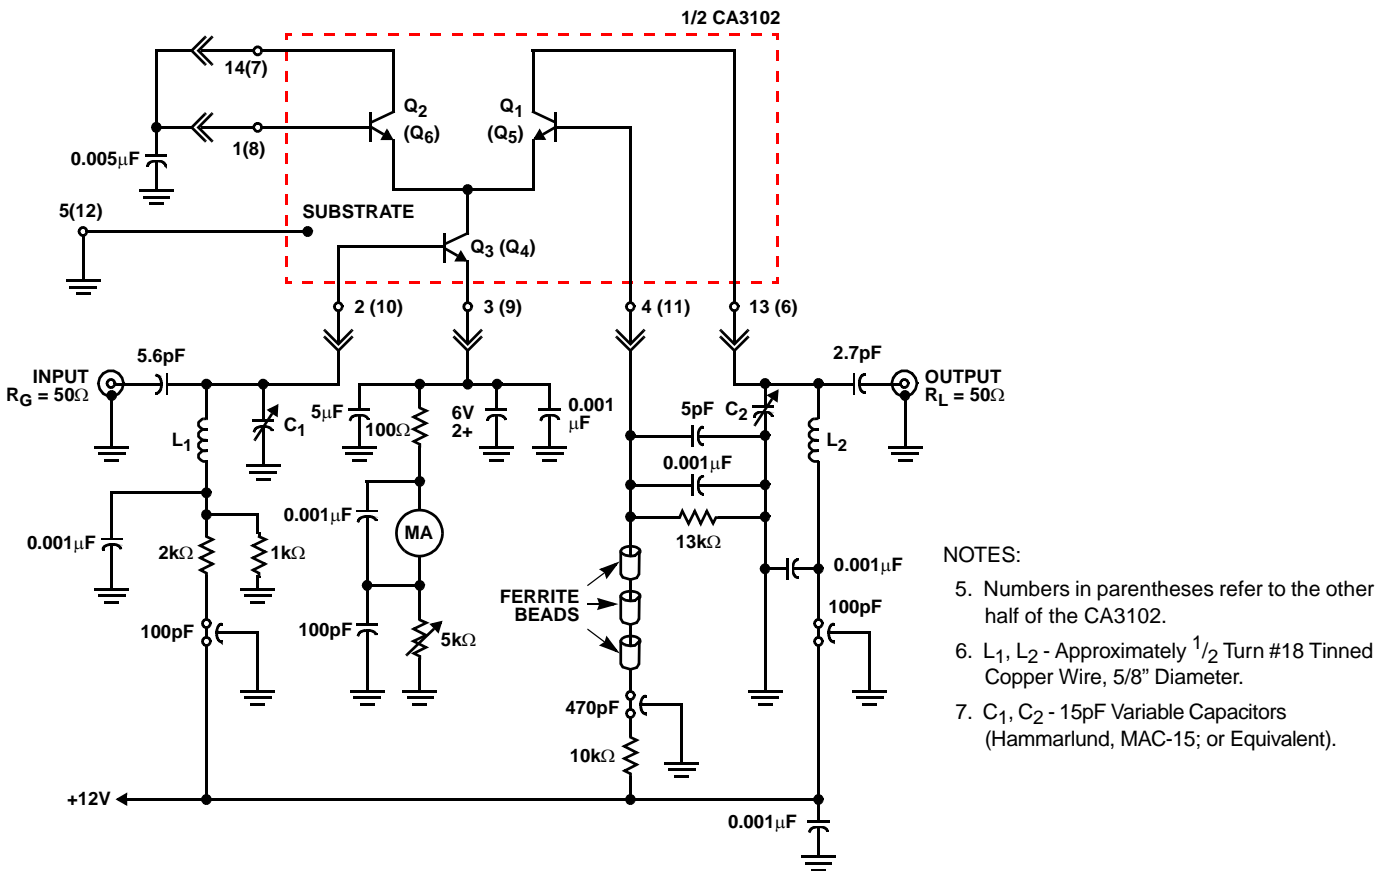 1/2 CA3102
14(7)
Q2
(Q6)
Q1
(Q5)
1(8)
0.005µF
5(12)
SUBSTRATE
Q3 (Q4)
2 (10)
3 (9)
4 (11)
13 (6)
5.6pF
2.7pF
INPUT
RG = 50Ω
OUTPUT
RL = 50Ω
L1
C1
5µF
100Ω
6V
2+
0.001
µF
5pF
C2
L2
0.001µF
0.001µF
2kΩ
1kΩ
0.001µF
MA
13kΩ
FERRITE
BEADS
0.001µF
100pF
100pF
5kΩ
100pF
470pF
10kΩ
+12V
0.001µF
NOTES:
5. Numbers in parentheses refer to the other
half of the CA3102.
6. L1, L2 - Approximately 1/2 Turn #18 Tinned
Copper Wire, 5/8” Diameter.
7. C1, C2 - 15pF Variable Capacitors
(Hammarlund, MAC-15; or Equivalent).